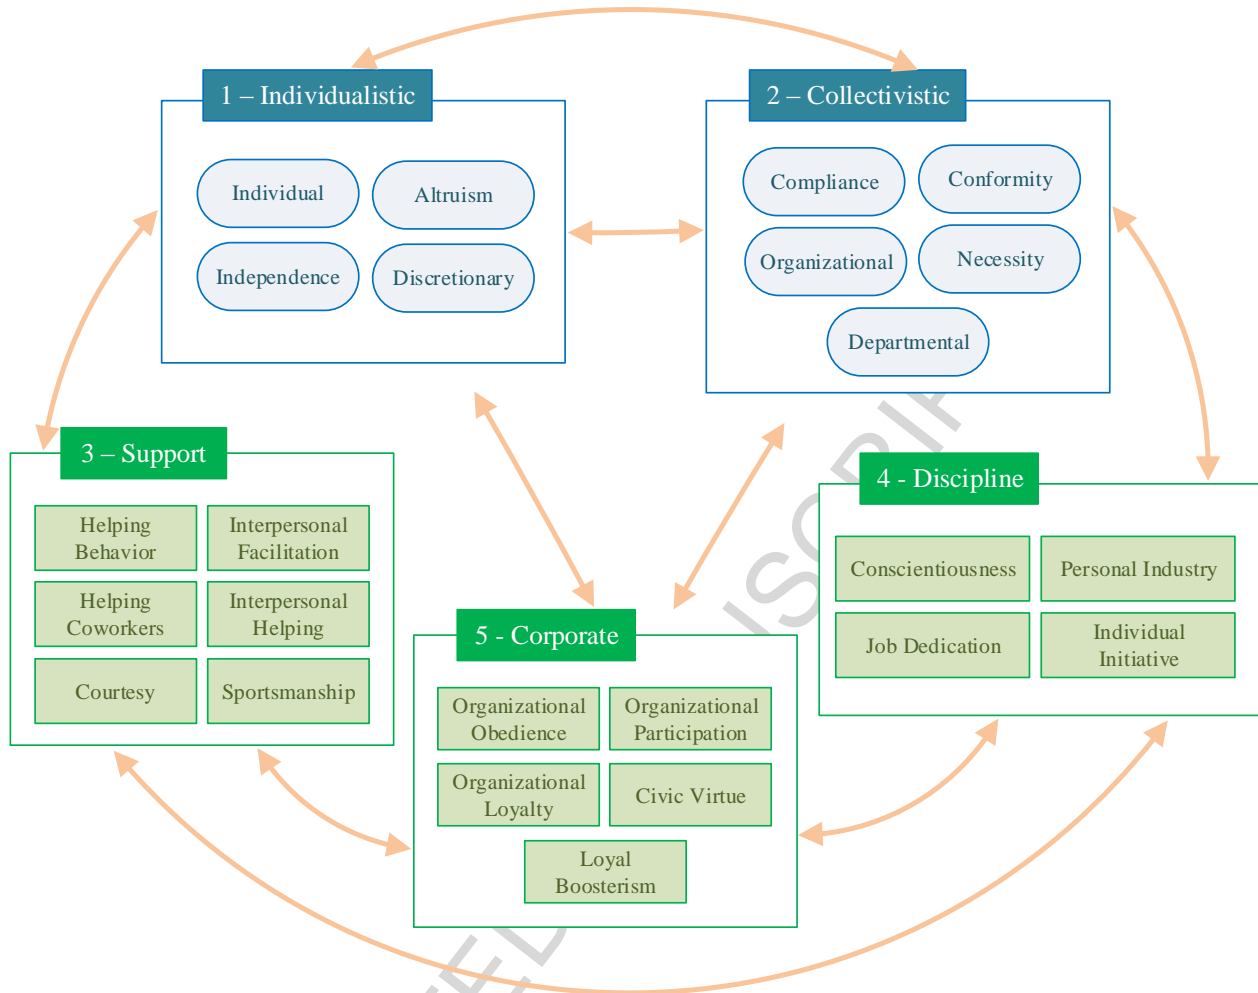 1 – Individualistic
Individual
Altruism
Independence
Discretionary
2 – Collectivistic
Compliance
Conformity
Organizational
Necessity
Departmental
3 – Support
Helping
Behavior
Interpersonal
Facilitation
Helping
Coworkers
Interpersonal
Helping
Courtesy
Sportsmanship
4 - Discipline
Conscientiousness
Personal Industry
Job Dedication
Individual
Initiative
5 - Corporate
Organizational
Obedience
Organizational
Participation
Organizational
Loyalty
Civic Virtue
Loyal
Boosterism